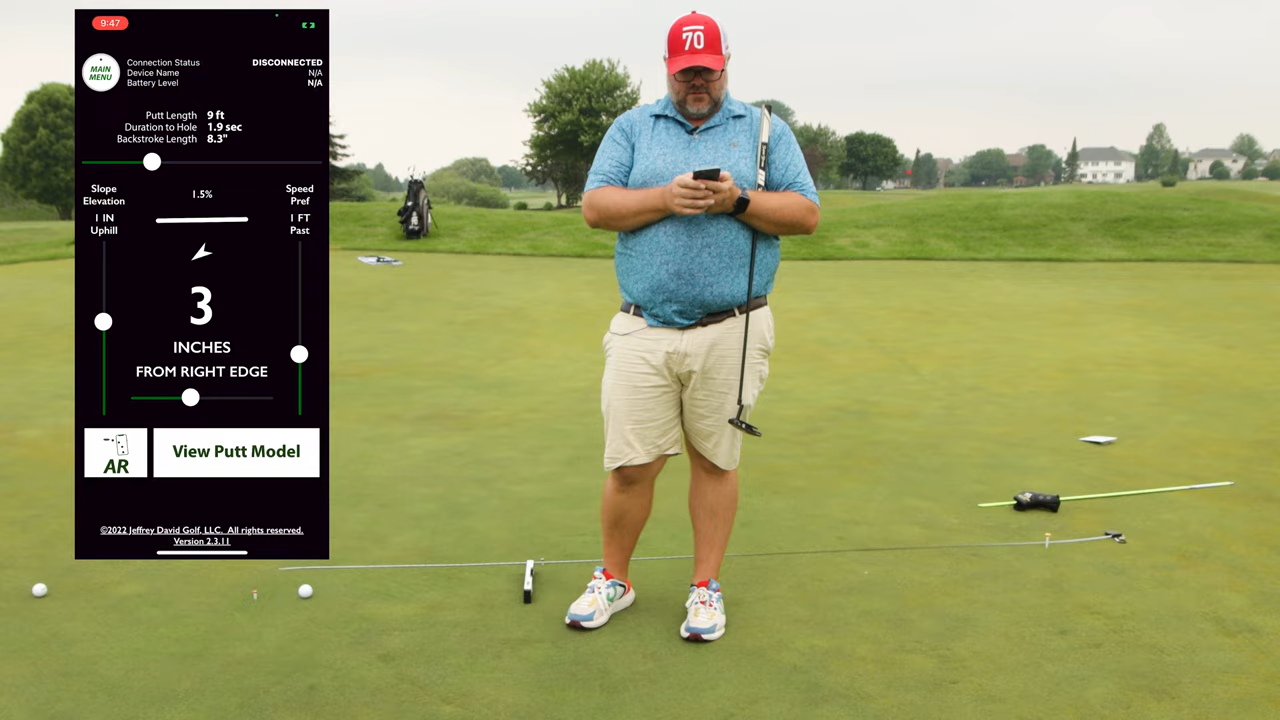 9:47
MAIN
MENU
Connection Status DISCONNECTED
Device Name N/A
Battery Level N/A
Putt Length 9 ft
Duration to Hole 1.9 sec
Backstroke Length 8.3"
Slope
Elevation
1.5%
Speed
Pref
1 IN
Uphill
1 FT
Past
3
INCHES
FROM RIGHT EDGE
AR
View Putt Model
©2022 Jeffrey David Golf, LLC. All rights reserved.
Version 2.3.11
70